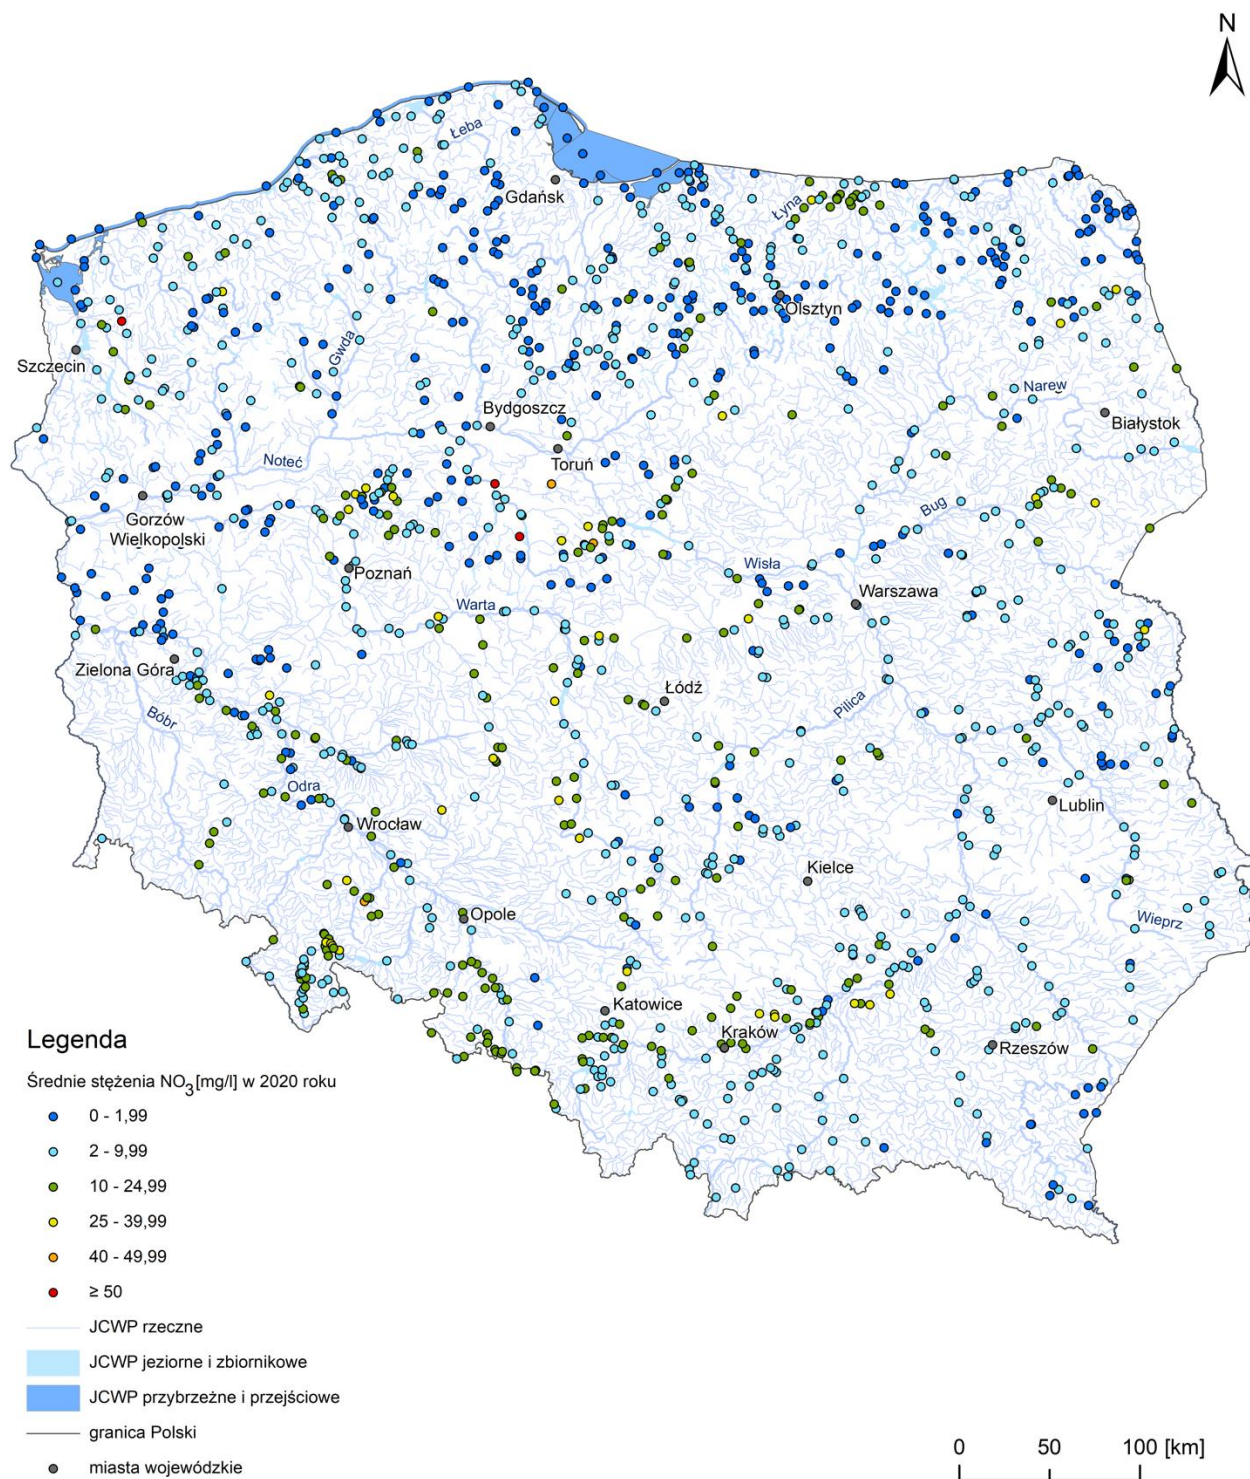 N
Łeba
Gdańsk
Łyna
Olsztyn
Gwda
Szczecin
Bydgoszcz
Narew
Białystok
Toruń
Noteć
Gorzów
Wielkopolski
Bug
Poznań
Wisła
Warszawa
Warta
Zielona Góra
Łódź
Bóbr
Pilica
Odra
Lublin
Wrocław
Kielce
Opole
Wieprz
Katowice
Kraków
Rzeszów
Legenda
Średnie stężenia NO3[mg/l] w 2020 roku
0 - 1,99
2 - 9,99
10 - 24,99
25 - 39,99
40 - 49,99
≥ 50
JCWP rzeczne
JCWP jeziorne i zbiornikowe
JCWP przybrzeżne i przejściowe
granica Polski
miasta wojewódzkie
0 50 100 [km]